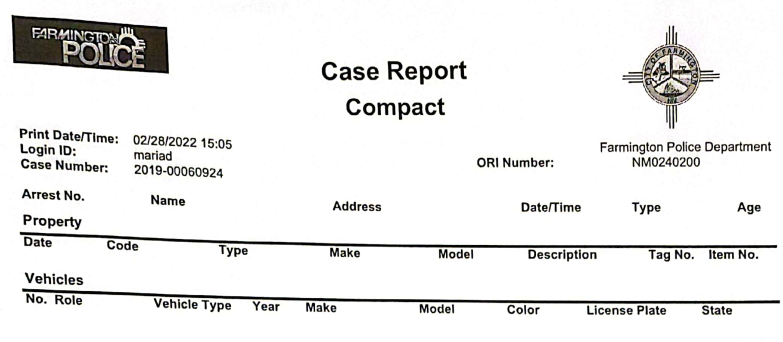 FARMINGTON
POLICE
CITY OF FARMINGTON
Case Report
Compact
Print Date/Time: 02/28/2022 15:05
Login ID: mariad
Case Number: 2019-00060924
Farmington Police Department
ORI Number: NM0240200
Arrest No. Name Address Date/Time Type Age
Property
Date Code Type Make Model Description Tag No. Item No.
Vehicles
No. Role Vehicle Type Year Make Model Color License Plate State